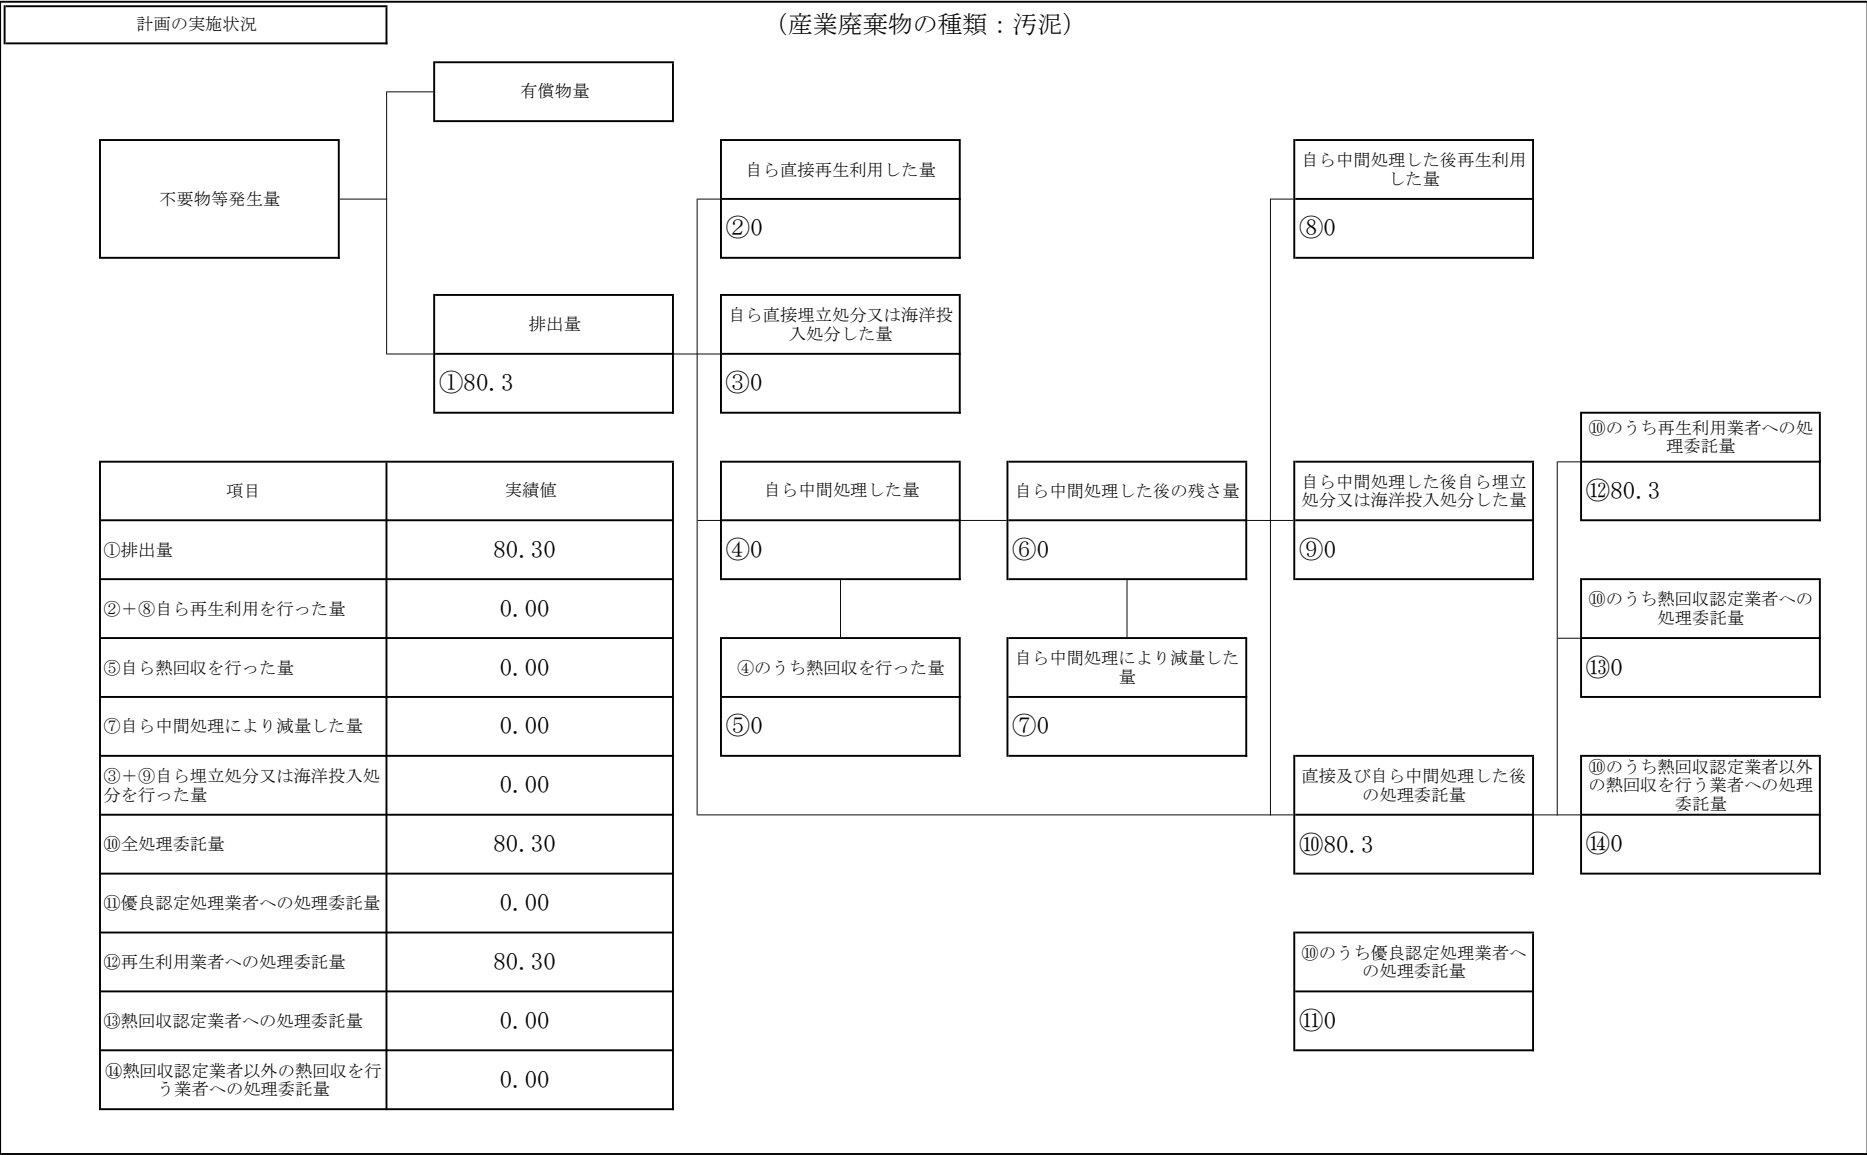 計画の実施状況
（産業廃棄物の種類：汚泥）
有償物量
不要物等発生量
自ら直接再生利用した量
②0
自ら中間処理した後再生利用
した量
⑧0
排出量
①80.3
自ら直接埋立処分又は海洋投
入処分した量
③0
項目
実績値
①排出量
80.30
②＋⑧自ら再生利用を行った量
0.00
⑤自ら熱回収を行った量
0.00
⑦自ら中間処理により減量した量
0.00
③＋⑨自ら埋立処分又は海洋投入処
分を行った量
0.00
⑩全処理委託量
80.30
⑪優良認定処理業者への処理委託量
0.00
⑫再生利用業者への処理委託量
80.30
⑬熱回収認定業者への処理委託量
0.00
⑭熱回収認定業者以外の熱回収を行
う業者への処理委託量
0.00
自ら中間処理した量
④0
④のうち熱回収を行った量
⑤0
自ら中間処理した後の残さ量
⑥0
自ら中間処理により減量した
量
⑦0
自ら中間処理した後自ら埋立
処分又は海洋投入処分した量
⑨0
直接及び自ら中間処理した後
の処理委託量
⑩80.3
⑩のうち優良認定処理業者へ
の処理委託量
⑪0
⑩のうち再生利用業者への処
理委託量
⑫80.3
⑩のうち熱回収認定業者への
処理委託量
⑬0
⑩のうち熱回収認定業者以外
の熱回収を行う業者への処理
委託量
⑭0